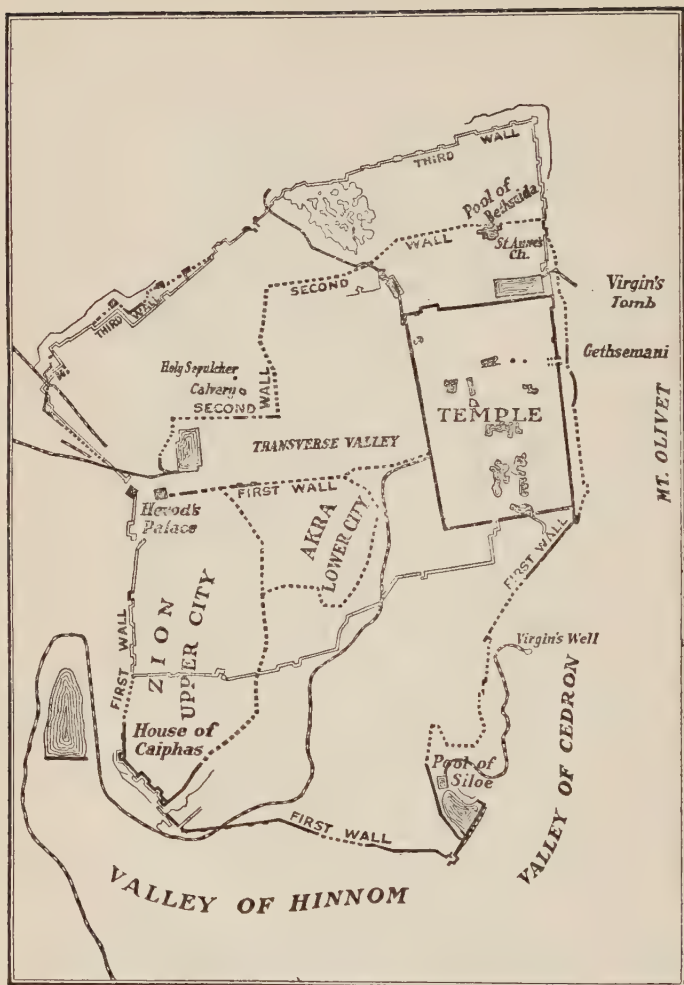 THIRD WALL
Pool of
Bethsaida
WALL
St Annes
Ch.
SECOND
Virgin's
Tomb
THIRD WALL
Gethsemani
Holy Sepulcher
Calvary
SECOND
WALL
TEMPLE
MT. OLIVET
TRANSVERSE VALLEY
FIRST WALL
Herod's
Palace
AKRA
LOWER CITY
FIRST WALL
ZION
UPPER CITY
FIRST WALL
Virgin's Well
House of
Caiphas
Pool of
Siloe
VALLEY OF CEDRON
FIRST WALL
VALLEY OF HINNOM